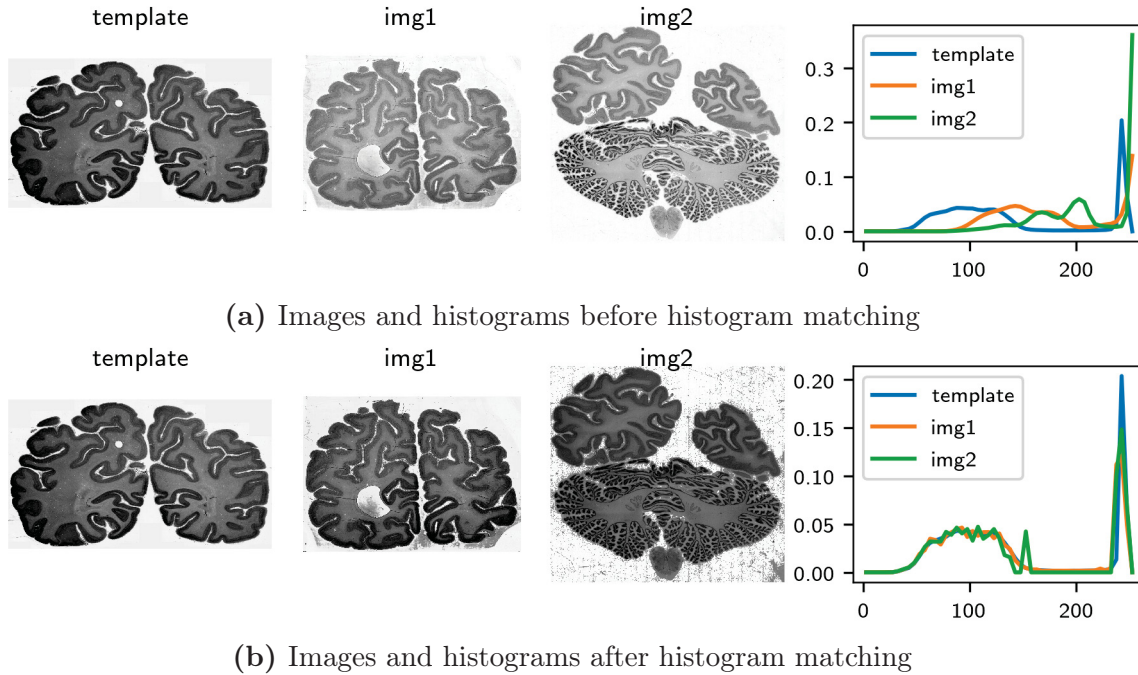 template
img1
img2
template
img1
img2
0.3
0.2
0.1
0.0
0
100
200
(a) Images and histograms before histogram matching
template
img1
img2
template
img1
img2
0.20
0.15
0.10
0.05
0.00
0
100
200
(b) Images and histograms after histogram matching